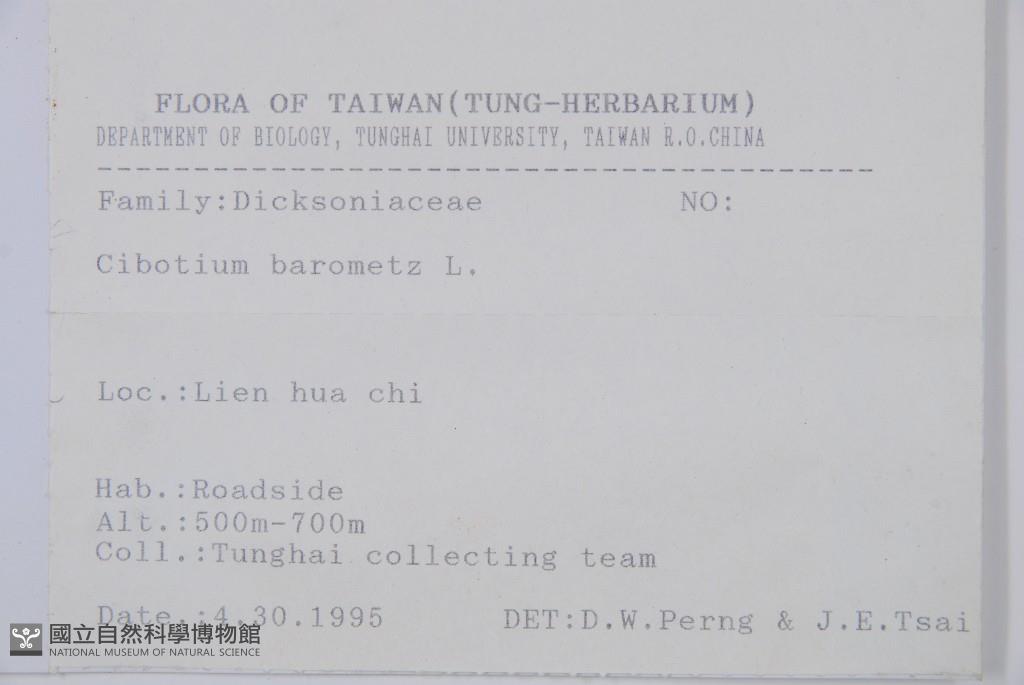 FLORA OF TAIWAN(TUNG-HERBARIUM)
DEPARTMENT OF BIOLOGY, TUNGHAI UNIVERSITY, TAIWAN R.O.CHINA
Family:Dicksoniaceae NO:
Cibotium barometz L.
Loc.:Lien hua chi
Hab.:Roadside
Alt.:500m-700m
Coll.:Tunghai collecting team
Date.:4.30.1995 DET:D.W.Perng & J.E.Tsai
國立自然科學博物館
NATIONAL MUSEUM OF NATURAL SCIENCE